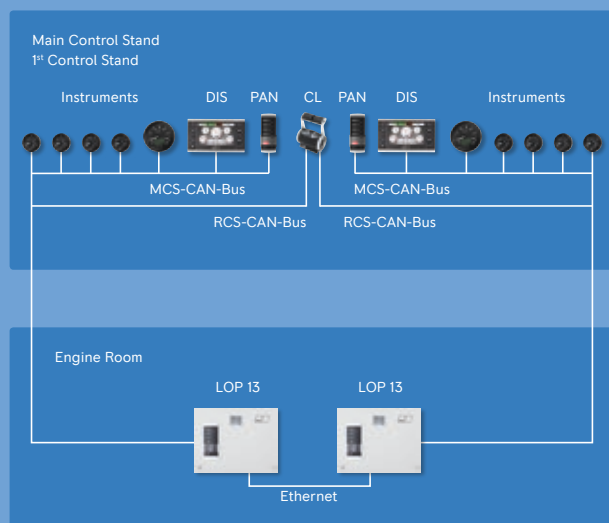 Main Control Stand
1st Control Stand
Instruments DIS PAN CL PAN DIS Instruments
MCS-CAN-Bus MCS-CAN-Bus
RCS-CAN-Bus RCS-CAN-Bus
Engine Room
LOP 13 LOP 13
Ethernet